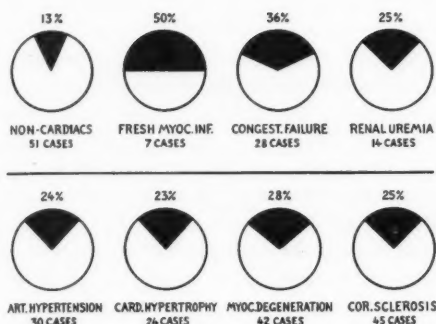 13% 50% 36% 25%
NON-CARDIACS FRESH MYOC. INF. CONGEST. FAILURE RENAL UREMIA
51 CASES 7 CASES 28 CASES 14 CASES
24% 23% 28% 25%
ART. HYPERTENSION CARD. HYPERTROPHY MYOC. DEGENERATION COR. SCLEROSIS
30 CASES 24 CASES 42 CASES 45 CASES